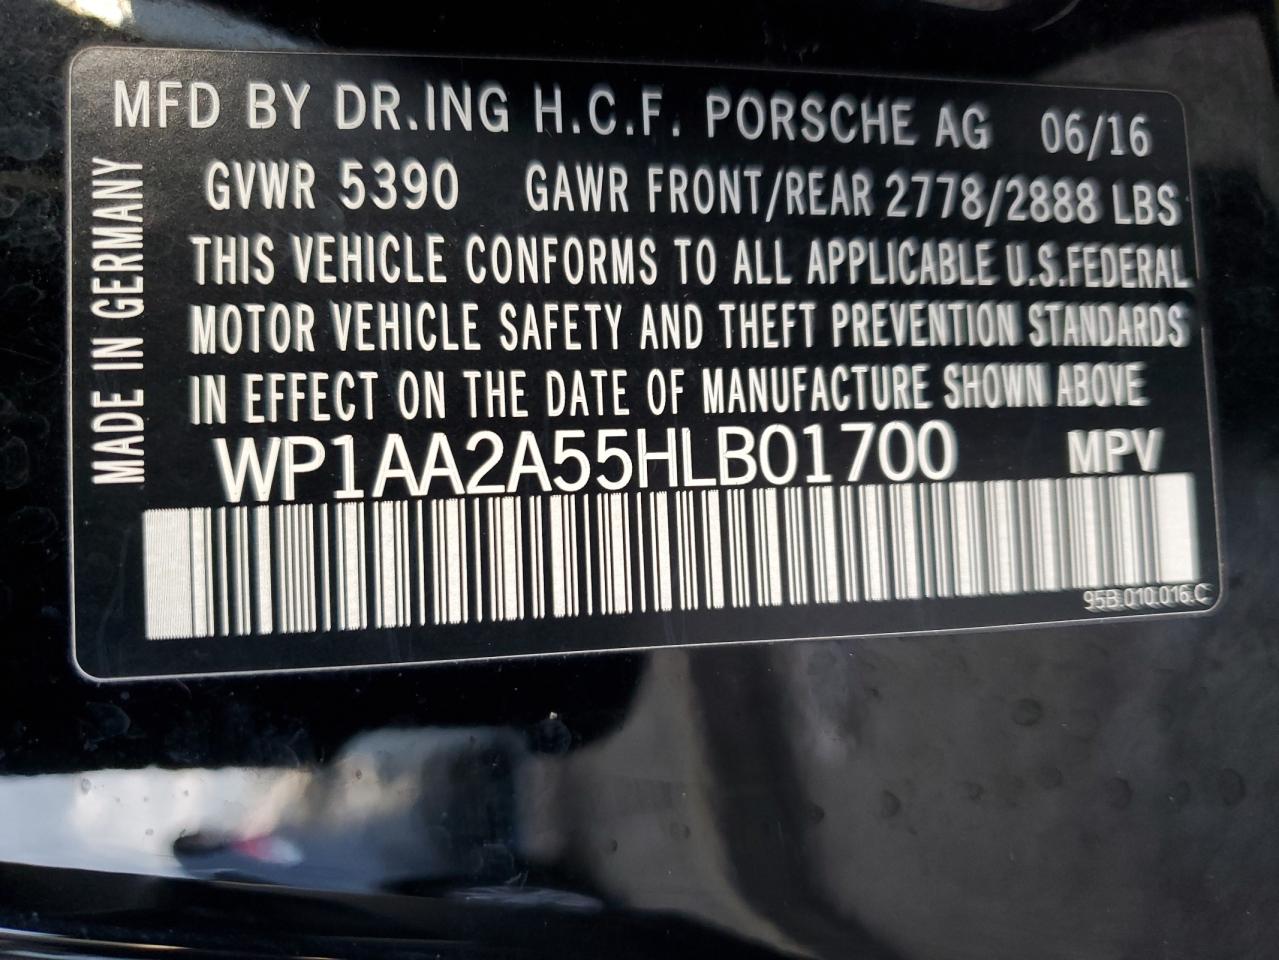 MFD BY DR.ING H.C.F. PORSCHE AG 06/16
GVWR 5390 GAWR FRONT/REAR 2778/2888 LBS
THIS VEHICLE CONFORMS TO ALL APPLICABLE U.S.FEDERAL
MOTOR VEHICLE SAFETY AND THEFT PREVENTION STANDARDS
IN EFFECT ON THE DATE OF MANUFACTURE SHOWN ABOVE
WP1AA2A55HLB01700 MPV
95B.010.016.C
MADE IN GERMANY